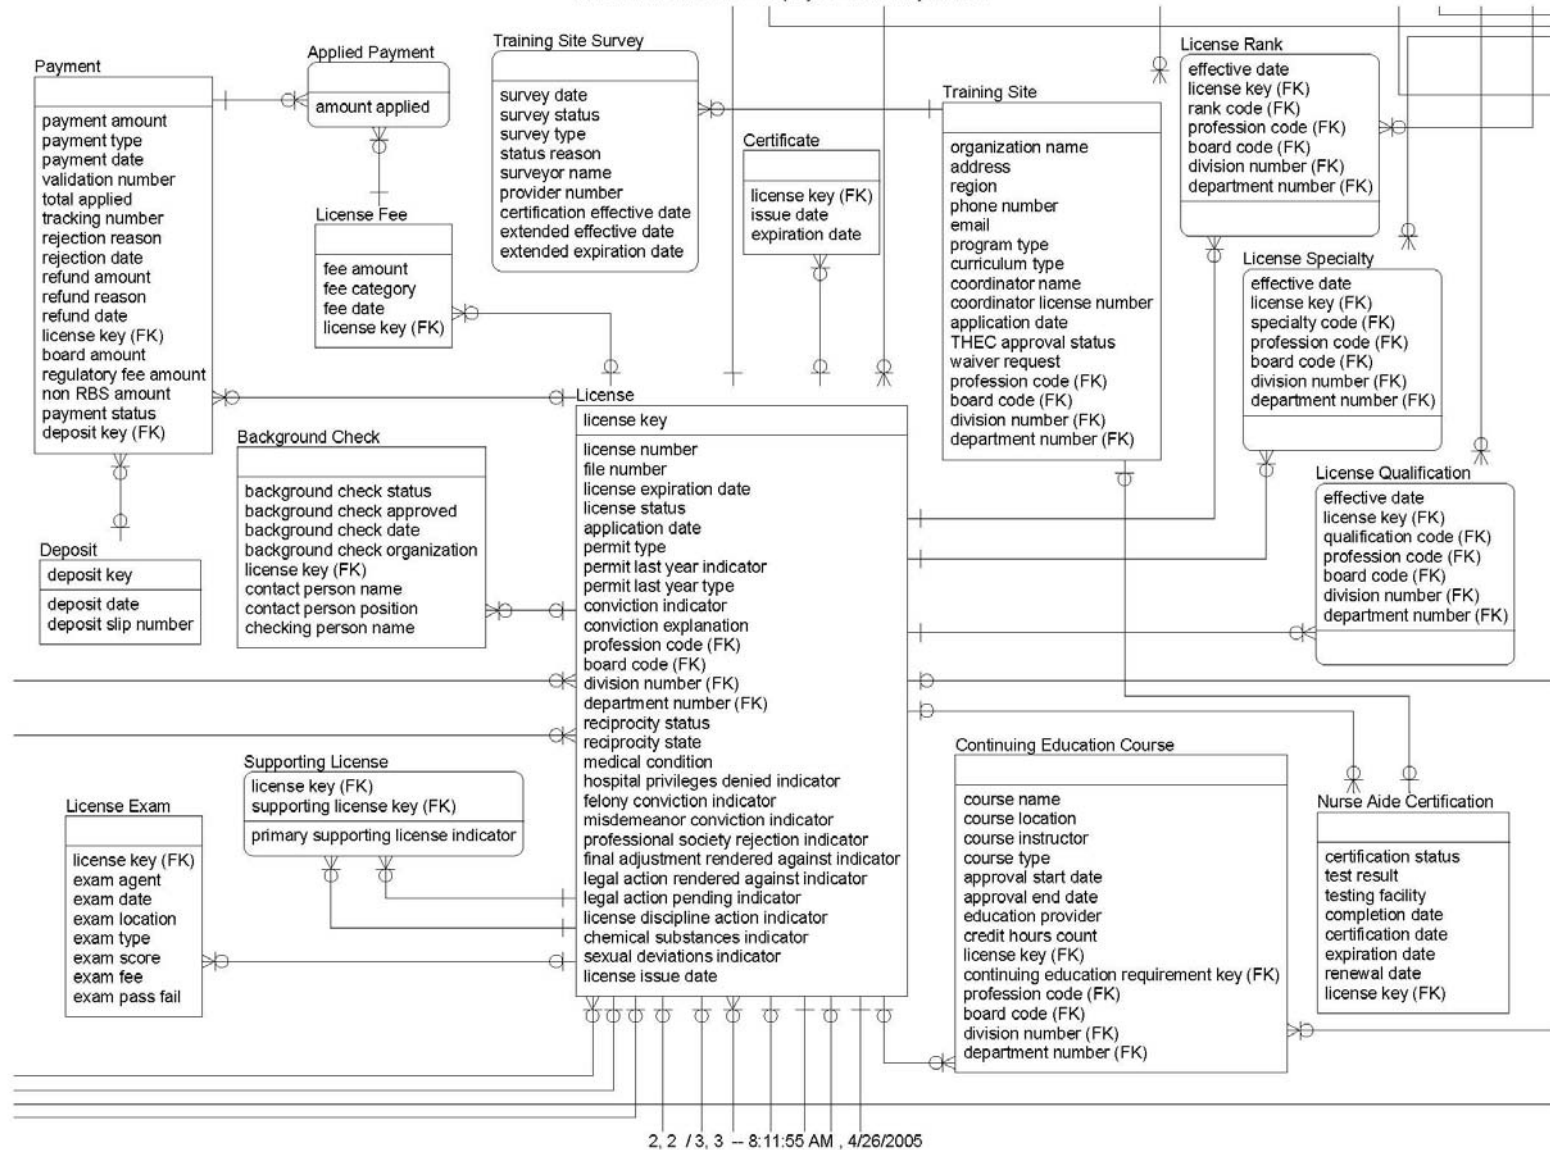 Payment
payment amount
payment type
payment date
validation number
total applied
tracking number
rejection reason
rejection date
refund amount
refund reason
refund date
license key (FK)
board amount
regulatory fee amount
non RBS amount
payment status
deposit key (FK)
Applied Payment
amount applied
License Fee
fee amount
fee category
fee date
license key (FK)
Training Site Survey
survey date
survey status
survey type
status reason
surveyor name
provider number
certification effective date
extended effective date
extended expiration date
Certificate
license key (FK)
issue date
expiration date
Training Site
organization name
address
region
phone number
email
program type
curriculum type
coordinator name
coordinator license number
application date
THEC approval status
waiver request
profession code (FK)
board code (FK)
division number (FK)
department number (FK)
License Rank
effective date
license key (FK)
rank code (FK)
profession code (FK)
board code (FK)
division number (FK)
department number (FK)
License Specialty
effective date
license key (FK)
specialty code (FK)
profession code (FK)
board code (FK)
division number (FK)
department number (FK)
License Qualification
effective date
license key (FK)
qualification code (FK)
profession code (FK)
board code (FK)
division number (FK)
department number (FK)
Deposit
deposit key
deposit date
deposit slip number
Background Check
background check status
background check approved
background check date
background check organization
license key (FK)
contact person name
contact person position
checking person name
License
license key
license number
file number
license expiration date
license status
application date
permit type
permit last year indicator
permit last year type
conviction indicator
conviction explanation
profession code (FK)
board code (FK)
division number (FK)
department number (FK)
reciprocity status
reciprocity state
medical condition
hospital privileges denied indicator
felony conviction indicator
misdemeanor conviction indicator
professional society rejection indicator
final adjustment rendered against indicator
legal action rendered against indicator
legal action pending indicator
license discipline action indicator
chemical substances indicator
sexual deviations indicator
license issue date
Supporting License
license key (FK)
supporting license key (FK)
primary supporting license indicator
License Exam
license key (FK)
exam agent
exam date
exam location
exam type
exam score
exam fee
exam pass fail
Continuing Education Course
course name
course location
course instructor
course type
approval start date
approval end date
education provider
credit hours count
license key (FK)
continuing education requirement key (FK)
profession code (FK)
board code (FK)
division number (FK)
department number (FK)
Nurse Aide Certification
certification status
test result
testing facility
completion date
certification date
expiration date
renewal date
license key (FK)
2, 2 / 3, 3 -- 8:11:55 AM , 4/26/2005